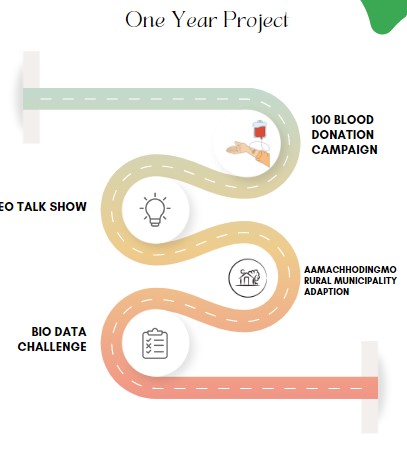 One Year Project
100 BLOOD
DONATION
CAMPAIGN
EO TALK SHOW
AAMACHHODINGMO
RURAL MUNICIPALITY
ADAPTION
BIO DATA
CHALLENGE